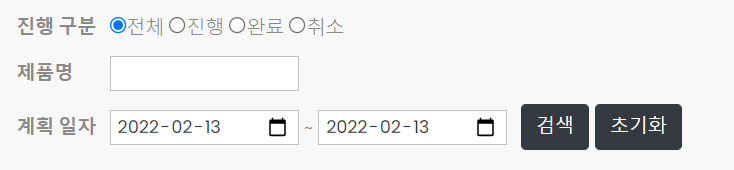 진행 구분 전체 진행 완료 취소
제품명
계획 일자 2022-02-13 ~ 2022-02-13 검색 초기화